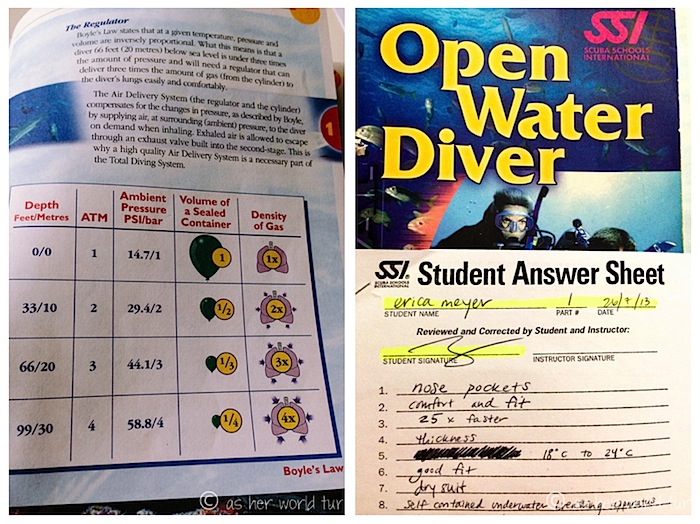 The Regulator
Boyle's Law states that at a given temperature, pressure and
volume are inversely proportional. What this means is that a
diver 66 feet (20 metres) below sea level is under three times
the amount of pressure and will need a regulator that can
deliver three times the amount of gas (from the cylinder) to
the diver's lungs easily and comfortably.
The Air Delivery System (the regulator and the cylinder)
compensates for the changes in pressure, as described by Boyle,
by supplying air, at surrounding (ambient) pressure, to the diver
on demand when inhaling. Exhaled air is allowed to escape
through an exhaust valve built into the second-stage. This is
why a high quality Air Delivery System is a necessary part of
the Total Diving System.
1
Depth Feet/Metres ATM Ambient Pressure PSI/bar Volume of a Sealed Container Density of Gas
0/0 1 14.7/1 1 1x
33/10 2 29.4/2 1/2 2x
66/20 3 44.1/3 1/3 3x
99/30 4 58.8/4 1/4 4x
Boyle's Law
© as her world tur
SSI
SCUBA SCHOOLS
INTERNATIONAL
Open
Water
Diver
SSI SCUBA SCHOOLS INTERNATIONAL Student Answer Sheet
erica meyer 1 26/7/13
STUDENT NAME PART # DATE
Reviewed and Corrected by Student and Instructor:
STUDENT SIGNATURE INSTRUCTOR SIGNATURE
1. nose pockets
2. comfort and fit
3. 25 x faster
4. thickness
5. 18°C to 24°C
6. good fit
7. dry suit
8. self contained underwater breathing apparatus
© as her world tur